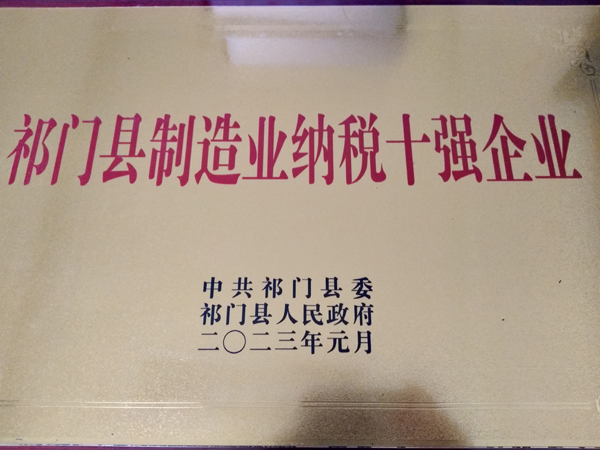 祁门县制造业纳税十强企业
中共祁门县委
祁门县人民政府
二〇二三年元月